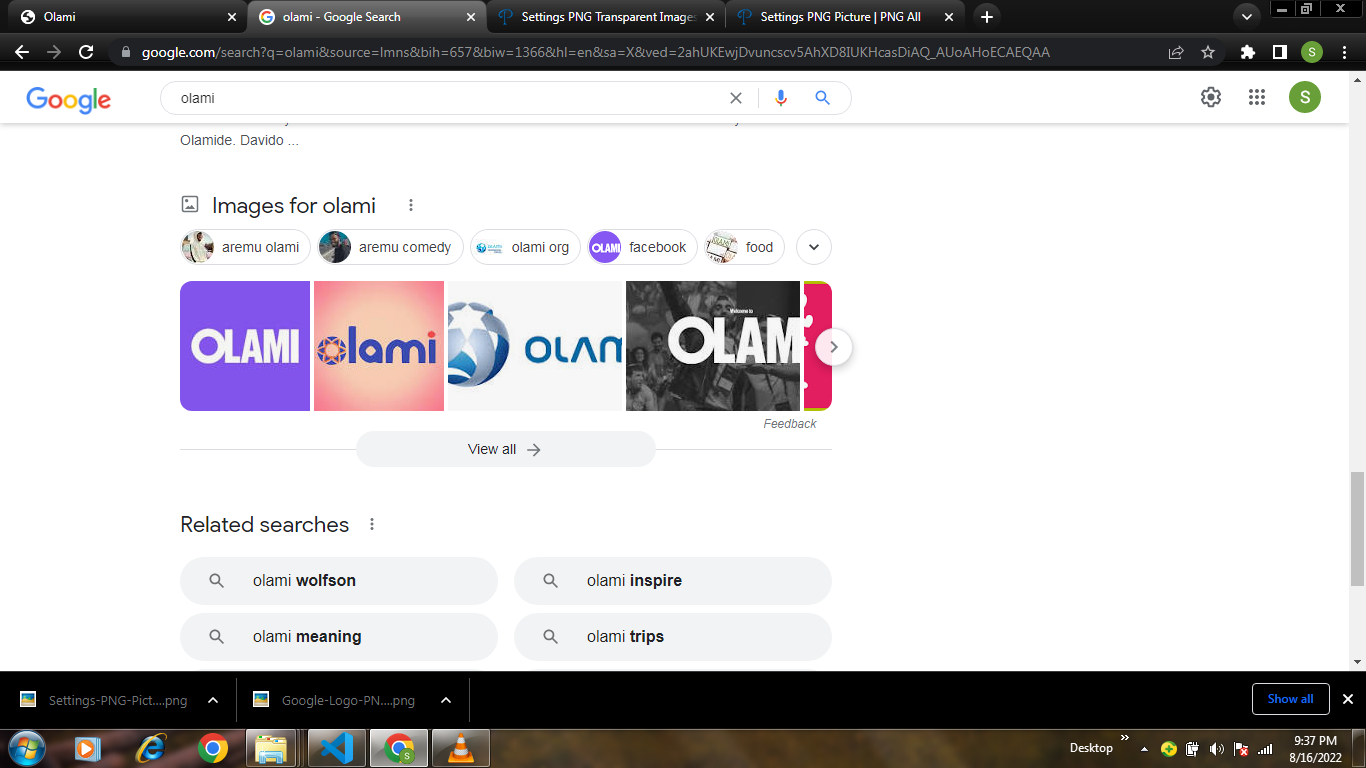 Olami
olami - Google Search
Settings PNG Transparent Images
Settings PNG Picture | PNG All
google.com/search?q=olami&source=lmns&bih=657&biw=1366&hl=en&sa=X&ved=2ahUKEwjDvuncscv5AhXD8IUKHcasDiAQ_AUoAHoECAEQAA
S
Google
olami
S
Olamide. Davido ...
Images for olami
aremu olami
aremu comedy
olami org
OLAMI
facebook
food
OLAMI
olami
OLAM
Welcome to
OLAM
Feedback
View all
Related searches
olami wolfson
olami inspire
olami meaning
olami trips
Settings-PNG-Pict....png
Google-Logo-PN....png
Show all
Desktop
9:37 PM
8/16/2022